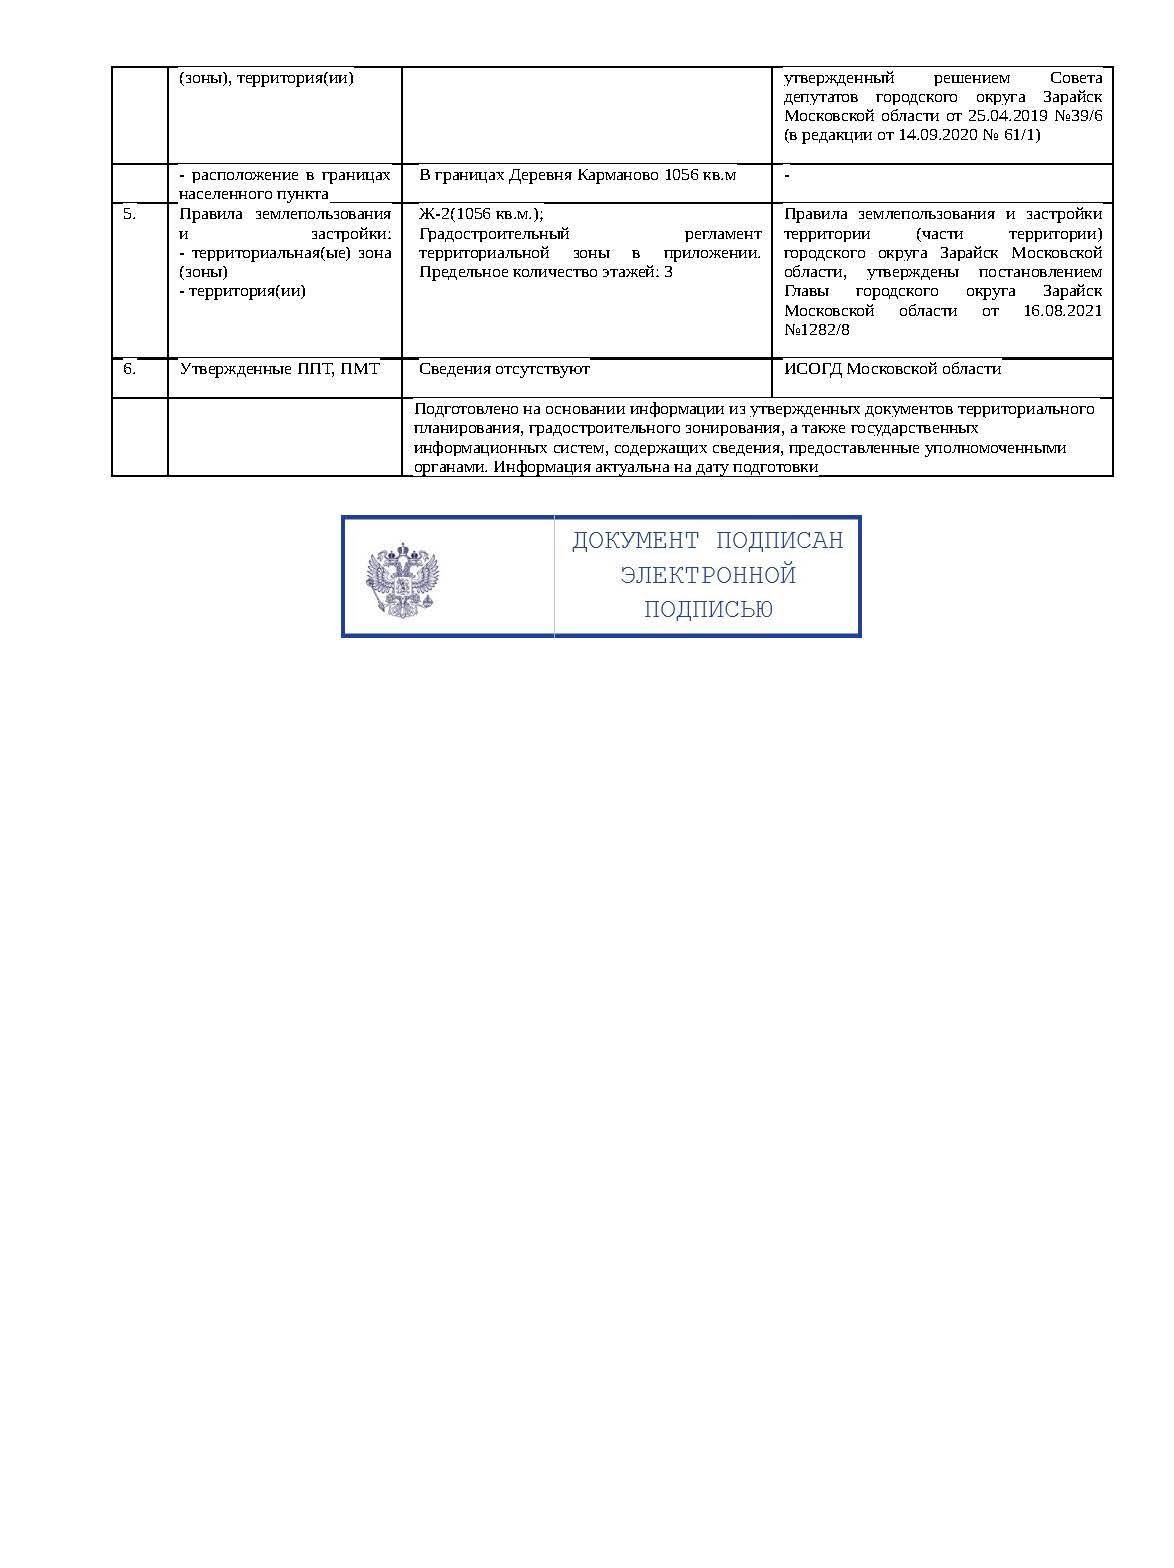 (зоны), территория(ии)
утвержденный решением Совета
депутатов городского округа Зарайск
Московской области от 25.04.2019 №39/6
(в редакции от 14.09.2020 № 61/1)
- расположение в границах
населенного пункта
В границах Деревня Карманово 1056 кв.м
-
5.
Правила землепользования
и застройки:
- территориальная(ые) зона
(зоны)
- территория(ии)
Ж-2(1056 кв.м.);
Градостроительный регламент
территориальной зоны в приложении.
Предельное количество этажей: 3
Правила землепользования и застройки
территории (части территории)
городского округа Зарайск Московской
области, утверждены постановлением
Главы городского округа Зарайск
Московской области от 16.08.2021
№1282/8
6.
Утвержденные ППТ, ПМТ
Сведения отсутствуют
ИСОГД Московской области
Подготовлено на основании информации из утвержденных документов территориального
планирования, градостроительного зонирования, а также государственных
информационных систем, содержащих сведения, предоставленные уполномоченными
органами. Информация актуальна на дату подготовки
ДОКУМЕНТ ПОДПИСАН
ЭЛЕКТРОННОЙ
ПОДПИСЬЮ